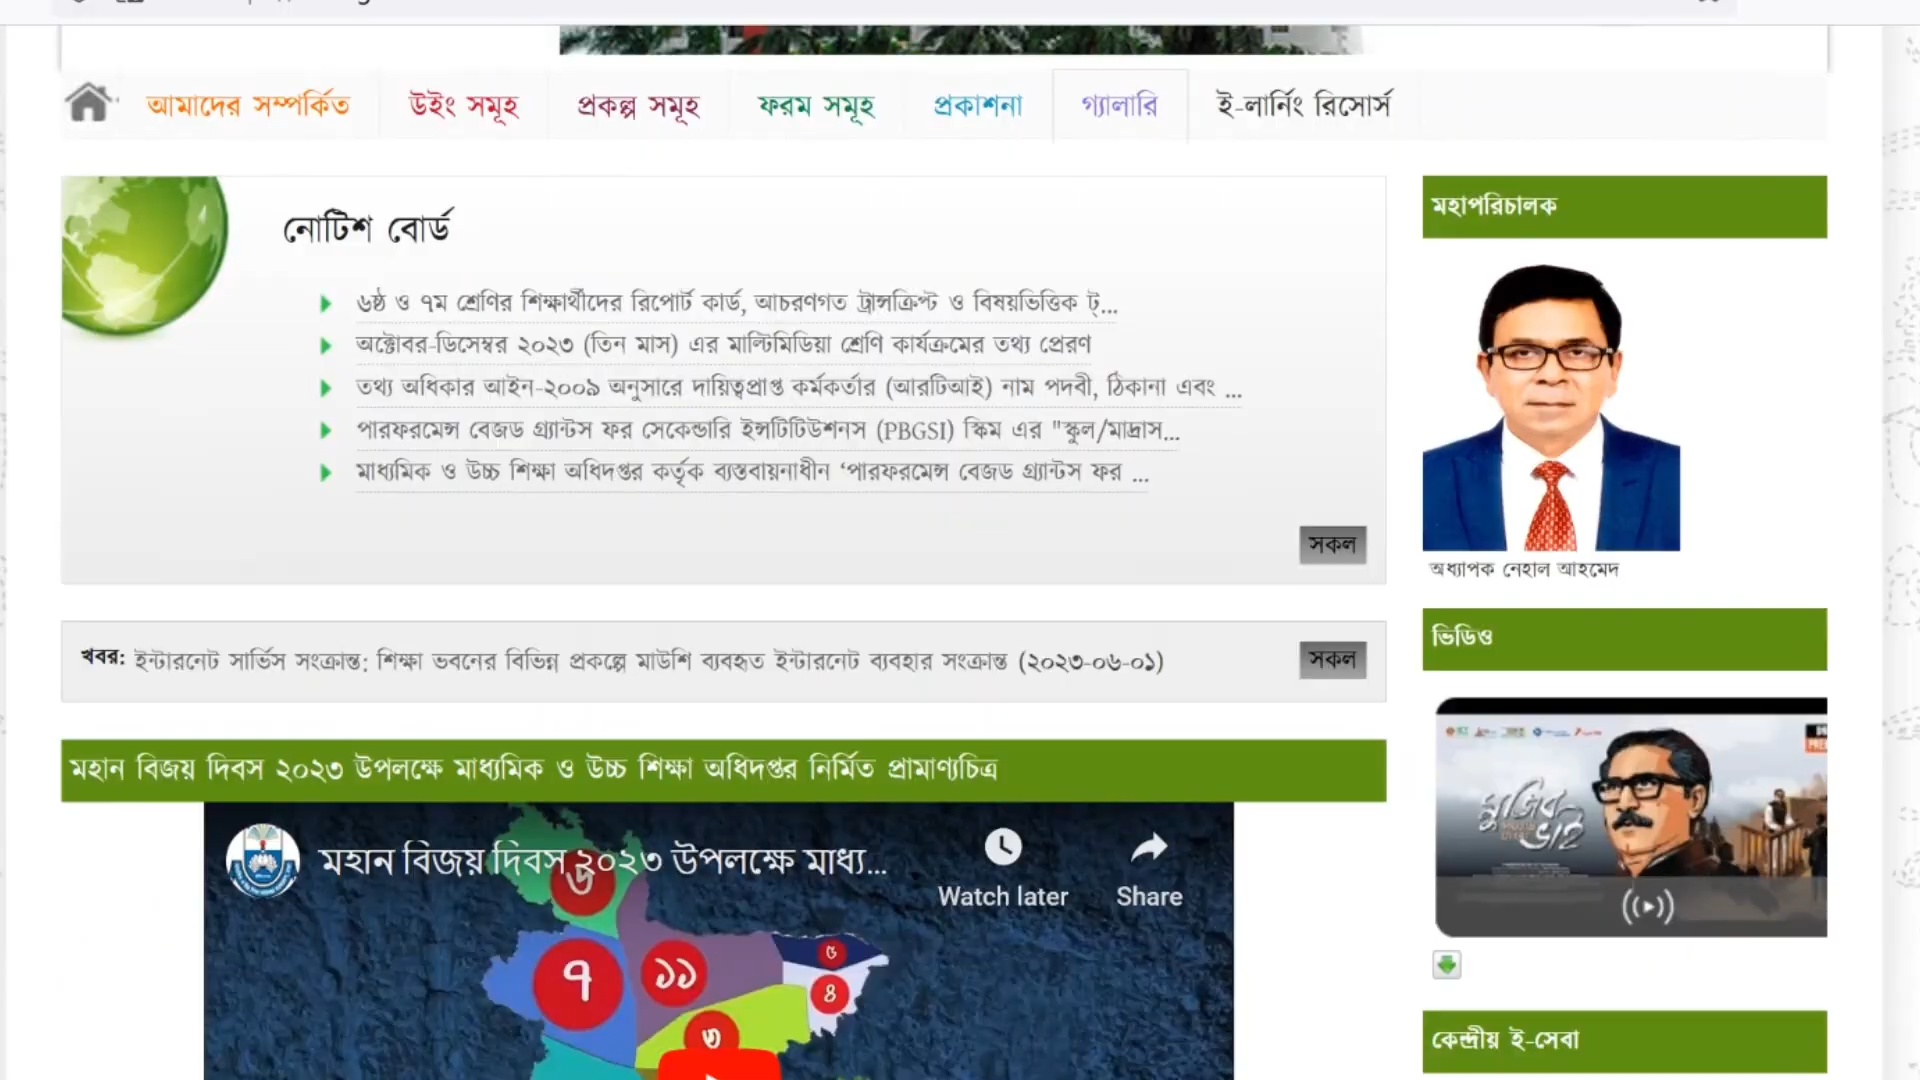 আমাদের সম্পর্কিত
উইং সমূহ
প্রকল্প সমূহ
ফরম সমূহ
প্রকাশনা
গ্যালারি
ই-লার্নিং রিসোর্স
নোটিশ বোর্ড
৬ষ্ঠ ও ৭ম শ্রেণির শিক্ষার্থীদের রিপোর্ট কার্ড, আচরণগত ট্রান্সক্রিপ্ট ও বিষয়ভিত্তিক ট্...
অক্টোবর-ডিসেম্বর ২০২৩ (তিন মাস) এর মাল্টিমিডিয়া শ্রেণি কার্যক্রমের তথ্য প্রেরণ
তথ্য অধিকার আইন-২০০৯ অনুসারে দায়িত্বপ্রাপ্ত কর্মকর্তার (আরটিআই) নাম পদবী, ঠিকানা এবং ...
পারফরমেন্স বেজড গ্র্যান্টস ফর সেকেন্ডারি ইন্সটিটিউশনস (PBGSI) স্কিম এর "স্কুল/মাদ্রাস...
মাধ্যমিক ও উচ্চ শিক্ষা অধিদপ্তর কর্তৃক ব্যস্তবায়নাধীন ‘পারফরমেন্স বেজড গ্র্যান্টস ফর ...
সকল
খবর: ইন্টারনেট সার্ভিস সংক্রান্ত: শিক্ষা ভবনের বিভিন্ন প্রকল্পে মাউশি ব্যবহৃত ইন্টারনেট ব্যবহার সংক্রান্ত (২০২৩-০৬-০১)
সকল
মহান বিজয় দিবস ২০২৩ উপলক্ষে মাধ্যমিক ও উচ্চ শিক্ষা অধিদপ্তর নির্মিত প্রামাণ্যচিত্র
মহান বিজয় দিবস ২০২৩ উপলক্ষে মাধ্য...
Watch later
Share
৬
৭
১১
৫
৪
৩
মহাপরিচালক
অধ্যাপক নেহাল আহমেদ
ভিডিও
মুজিব
ভাই
কেন্দ্রীয় ই-সেবা